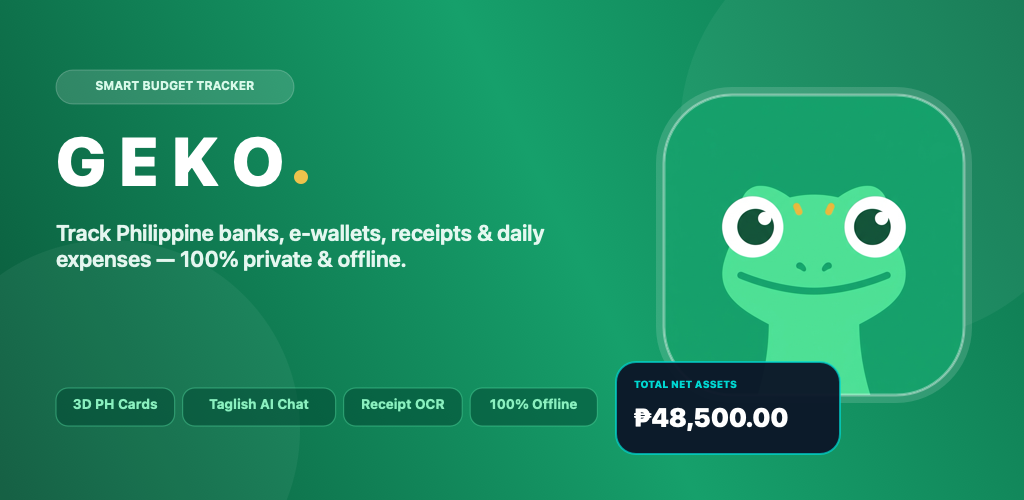 SMART BUDGET TRACKER
GEKO.
Track Philippine banks, e-wallets, receipts & daily
expenses — 100% private & offline.
3D PH Cards
Taglish AI Chat
Receipt OCR
100% Offline
TOTAL NET ASSETS
₱48,500.00